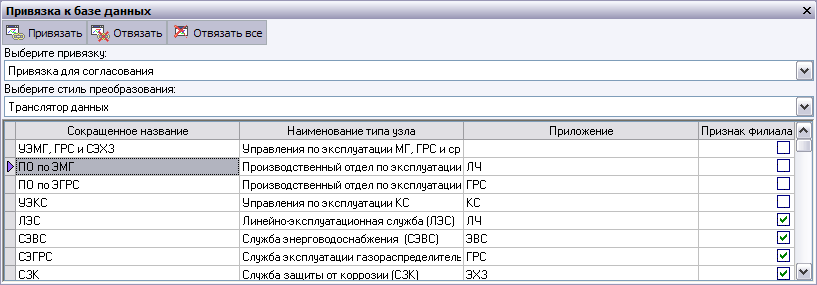 Привязка к базе данных
Привязать Отвязать Отвязать все
Выберите привязку:
Привязка для согласования
Выберите стиль преобразования:
Транслятор данных
Сокращенное название Наименование типа узла Приложение Признак филиала
УЭМГ, ГРС и СЭХЗ Управления по эксплуатации МГ, ГРС и ср
ПО по ЭМГ Производственный отдел по эксплуатации ЛЧ
ПО по ЭГРС Производственный отдел по эксплуатации ГРС
УЭКС Управления по эксплуатации КС КС
ЛЭС Линейно-эксплуатационная служба (ЛЭС) ЛЧ
СЭВС Служба энерговодоснабжения (СЭВС) ЭВС
СЭГРС Служба эксплуатации газораспределитель ГРС
СЗК Служба защиты от коррозии (СЗК) ЭХЗ